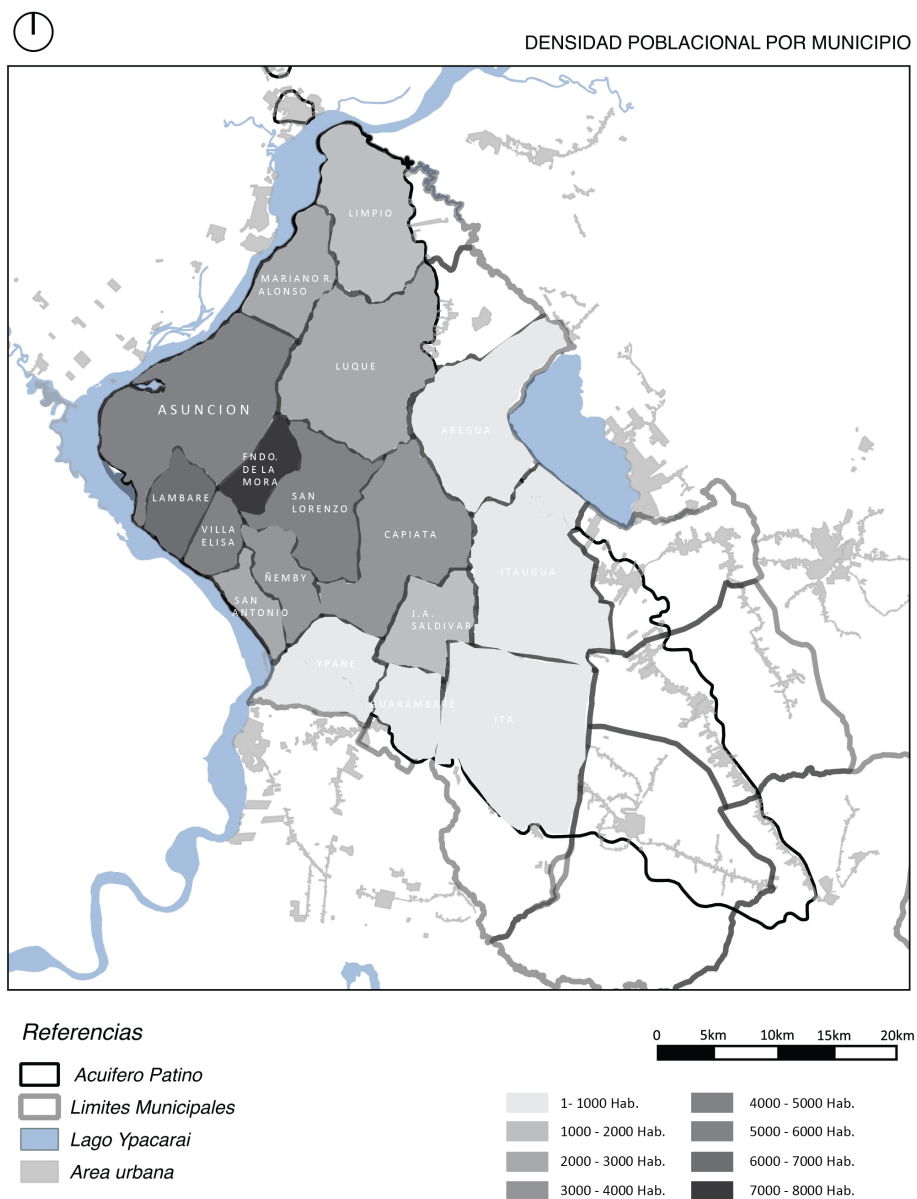 DENSIDAD POBLACIONAL POR MUNICIPIO
LIMPIO
MARIANO R.
ALONSO
LUQUE
ASUNCION
AREGUA
FNDO.
DE LA
MORA
LAMBARE
SAN
LORENZO
VILLA
ELISA
CAPIATA
ITAUGUA
ÑEMBY
SAN
ANTONIO
J.A.
SALDIVAR
YPANE
GUARAMBARE
ITA
Referencias
Acuifero Patino
Limites Municipales
Lago Ypacarai
Area urbana
0 5km 10km 15km 20km
1- 1000 Hab.
1000 - 2000 Hab.
2000 - 3000 Hab.
3000 - 4000 Hab.
4000 - 5000 Hab.
5000 - 6000 Hab.
6000 - 7000 Hab.
7000 - 8000 Hab.